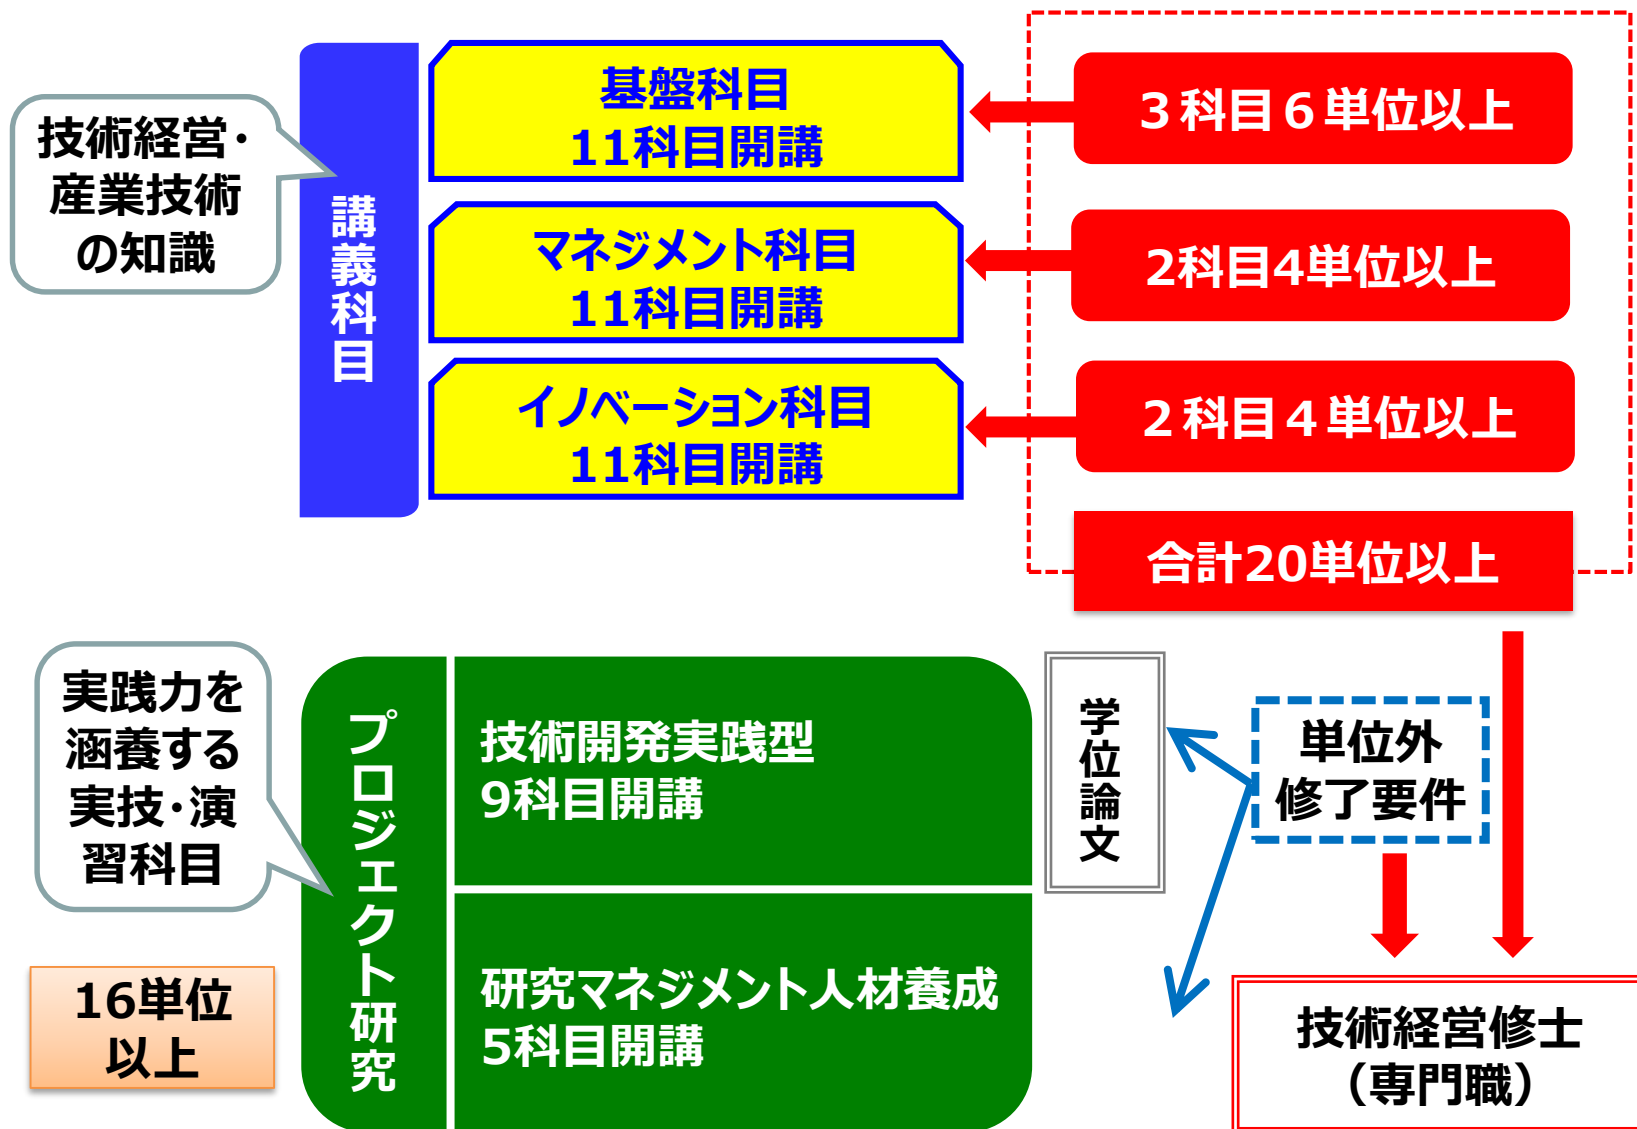 技術経営・
産業技術
の知識
講義科目
基盤科目
11科目開講
３科目６単位以上
マネジメント科目
11科目開講
2科目4単位以上
イノベーション科目
11科目開講
２科目４単位以上
合計20単位以上
実践力を
涵養する
実技・演
習科目
16単位
以上
プロジェクト研究
技術開発実践型
9科目開講
研究マネジメント人材養成
5科目開講
学位論文
単位外
修了要件
技術経営修士
（専門職）